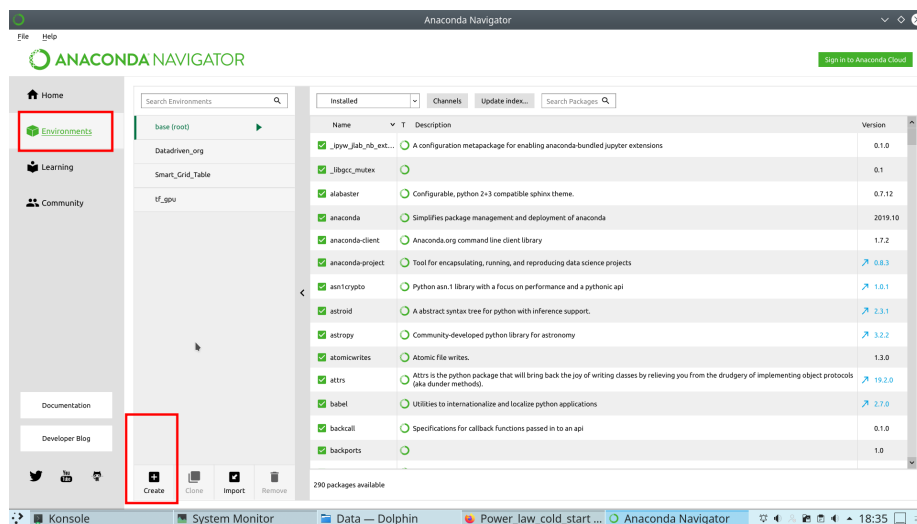 Anaconda Navigator
File Help
ANACONDA NAVIGATOR
Sign in to Anaconda Cloud
Home
Environments
Learning
Community
Documentation
Developer Blog
You Tube
Search Environments
base (root)
Datadriven_org
Smart_Grid_Table
tf_gpu
Create Clone Import Remove
Installed Channels Update index... Search Packages
Name T Description Version
_ipyw_jlab_nb_ext... A configuration metapackage for enabling anaconda-bundled jupyter extensions 0.1.0
_libgcc_mutex 0.1
alabaster Configurable, python 2+3 compatible sphinx theme. 0.7.12
anaconda Simplifies package management and deployment of anaconda 2019.10
anaconda-client Anaconda.org command line client library 1.7.2
anaconda-project Tool for encapsulating, running, and reproducing data science projects 0.8.3
asn1crypto Python asn.1 library with a focus on performance and a pythonic api 1.0.1
astroid A abstract syntax tree for python with inference support. 2.3.1
astropy Community-developed python library for astronomy 3.2.2
atomicwrites Atomic file writes. 1.3.0
attrs Attrs is the python package that will bring back the joy of writing classes by relieving you from the drudgery of implementing object protocols
(aka dunder methods). 19.2.0
babel Utilities to internationalize and localize python applications 2.7.0
backcall Specifications for callback functions passed in to an api 0.1.0
backports 1.0
290 packages available
Konsole System Monitor Data — Dolphin Power_law_cold_start ... Anaconda Navigator 18:35